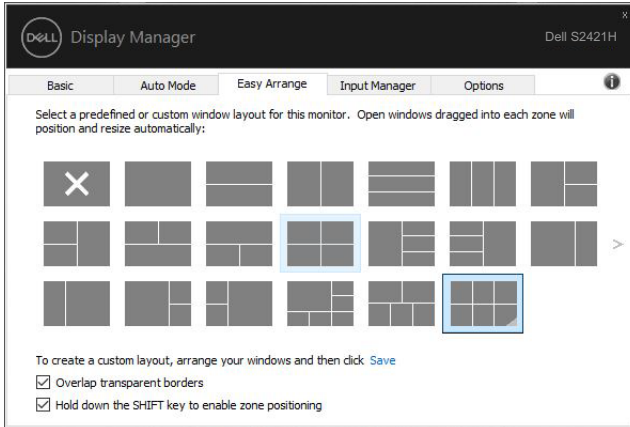 x
DELL Display Manager
Dell S2421H
Basic Auto Mode Easy Arrange Input Manager Options i
Select a predefined or custom window layout for this monitor. Open windows dragged into each zone will
position and resize automatically:
>
To create a custom layout, arrange your windows and then click Save
Overlap transparent borders
Hold down the SHIFT key to enable zone positioning